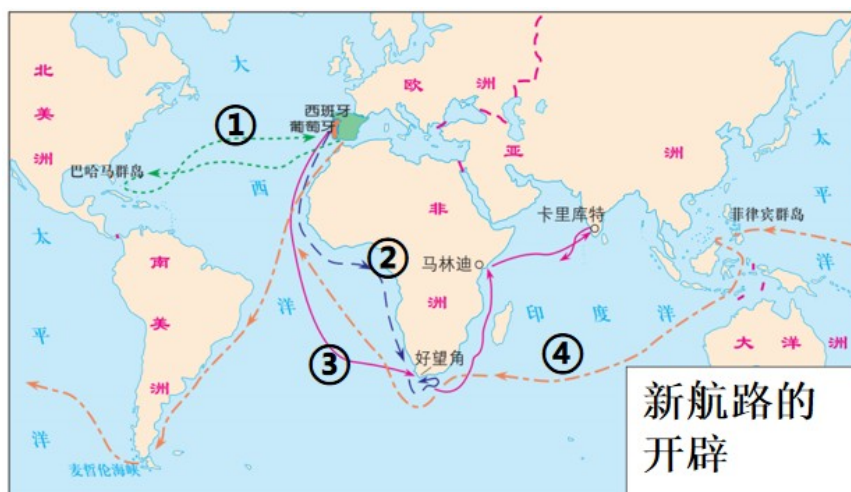 北美洲
大西洋
①
西班牙
葡萄牙
欧洲
亚洲
太平洋
巴哈马群岛
非洲
卡里库特
菲律宾群岛
②
马林迪
太平洋
南美洲
印度洋
③
④
好望角
大洋洲
麦哲伦海峡
新航路的
开辟